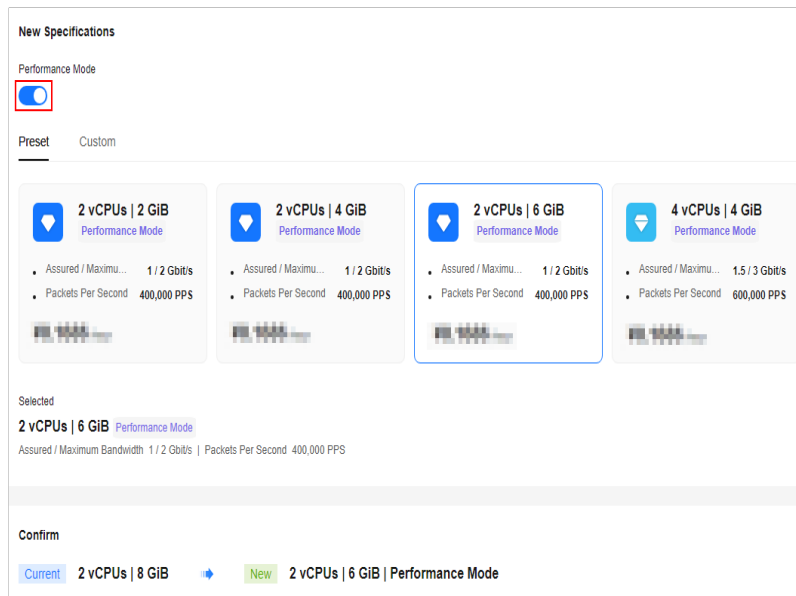 New Specifications
Performance Mode
Preset Custom
2 vCPUs | 2 GiB
Performance Mode
Assured / Maximu... 1 / 2 Gbit/s
Packets Per Second 400,000 PPS
2 vCPUs | 4 GiB
Performance Mode
Assured / Maximu... 1 / 2 Gbit/s
Packets Per Second 400,000 PPS
2 vCPUs | 6 GiB
Performance Mode
Assured / Maximu... 1 / 2 Gbit/s
Packets Per Second 400,000 PPS
4 vCPUs | 4 GiB
Performance Mode
Assured / Maximu... 1.5 / 3 Gbit/s
Packets Per Second 600,000 PPS
Selected
2 vCPUs | 6 GiB Performance Mode
Assured / Maximum Bandwidth 1 / 2 Gbit/s | Packets Per Second 400,000 PPS
Confirm
Current 2 vCPUs | 8 GiB New 2 vCPUs | 6 GiB | Performance Mode